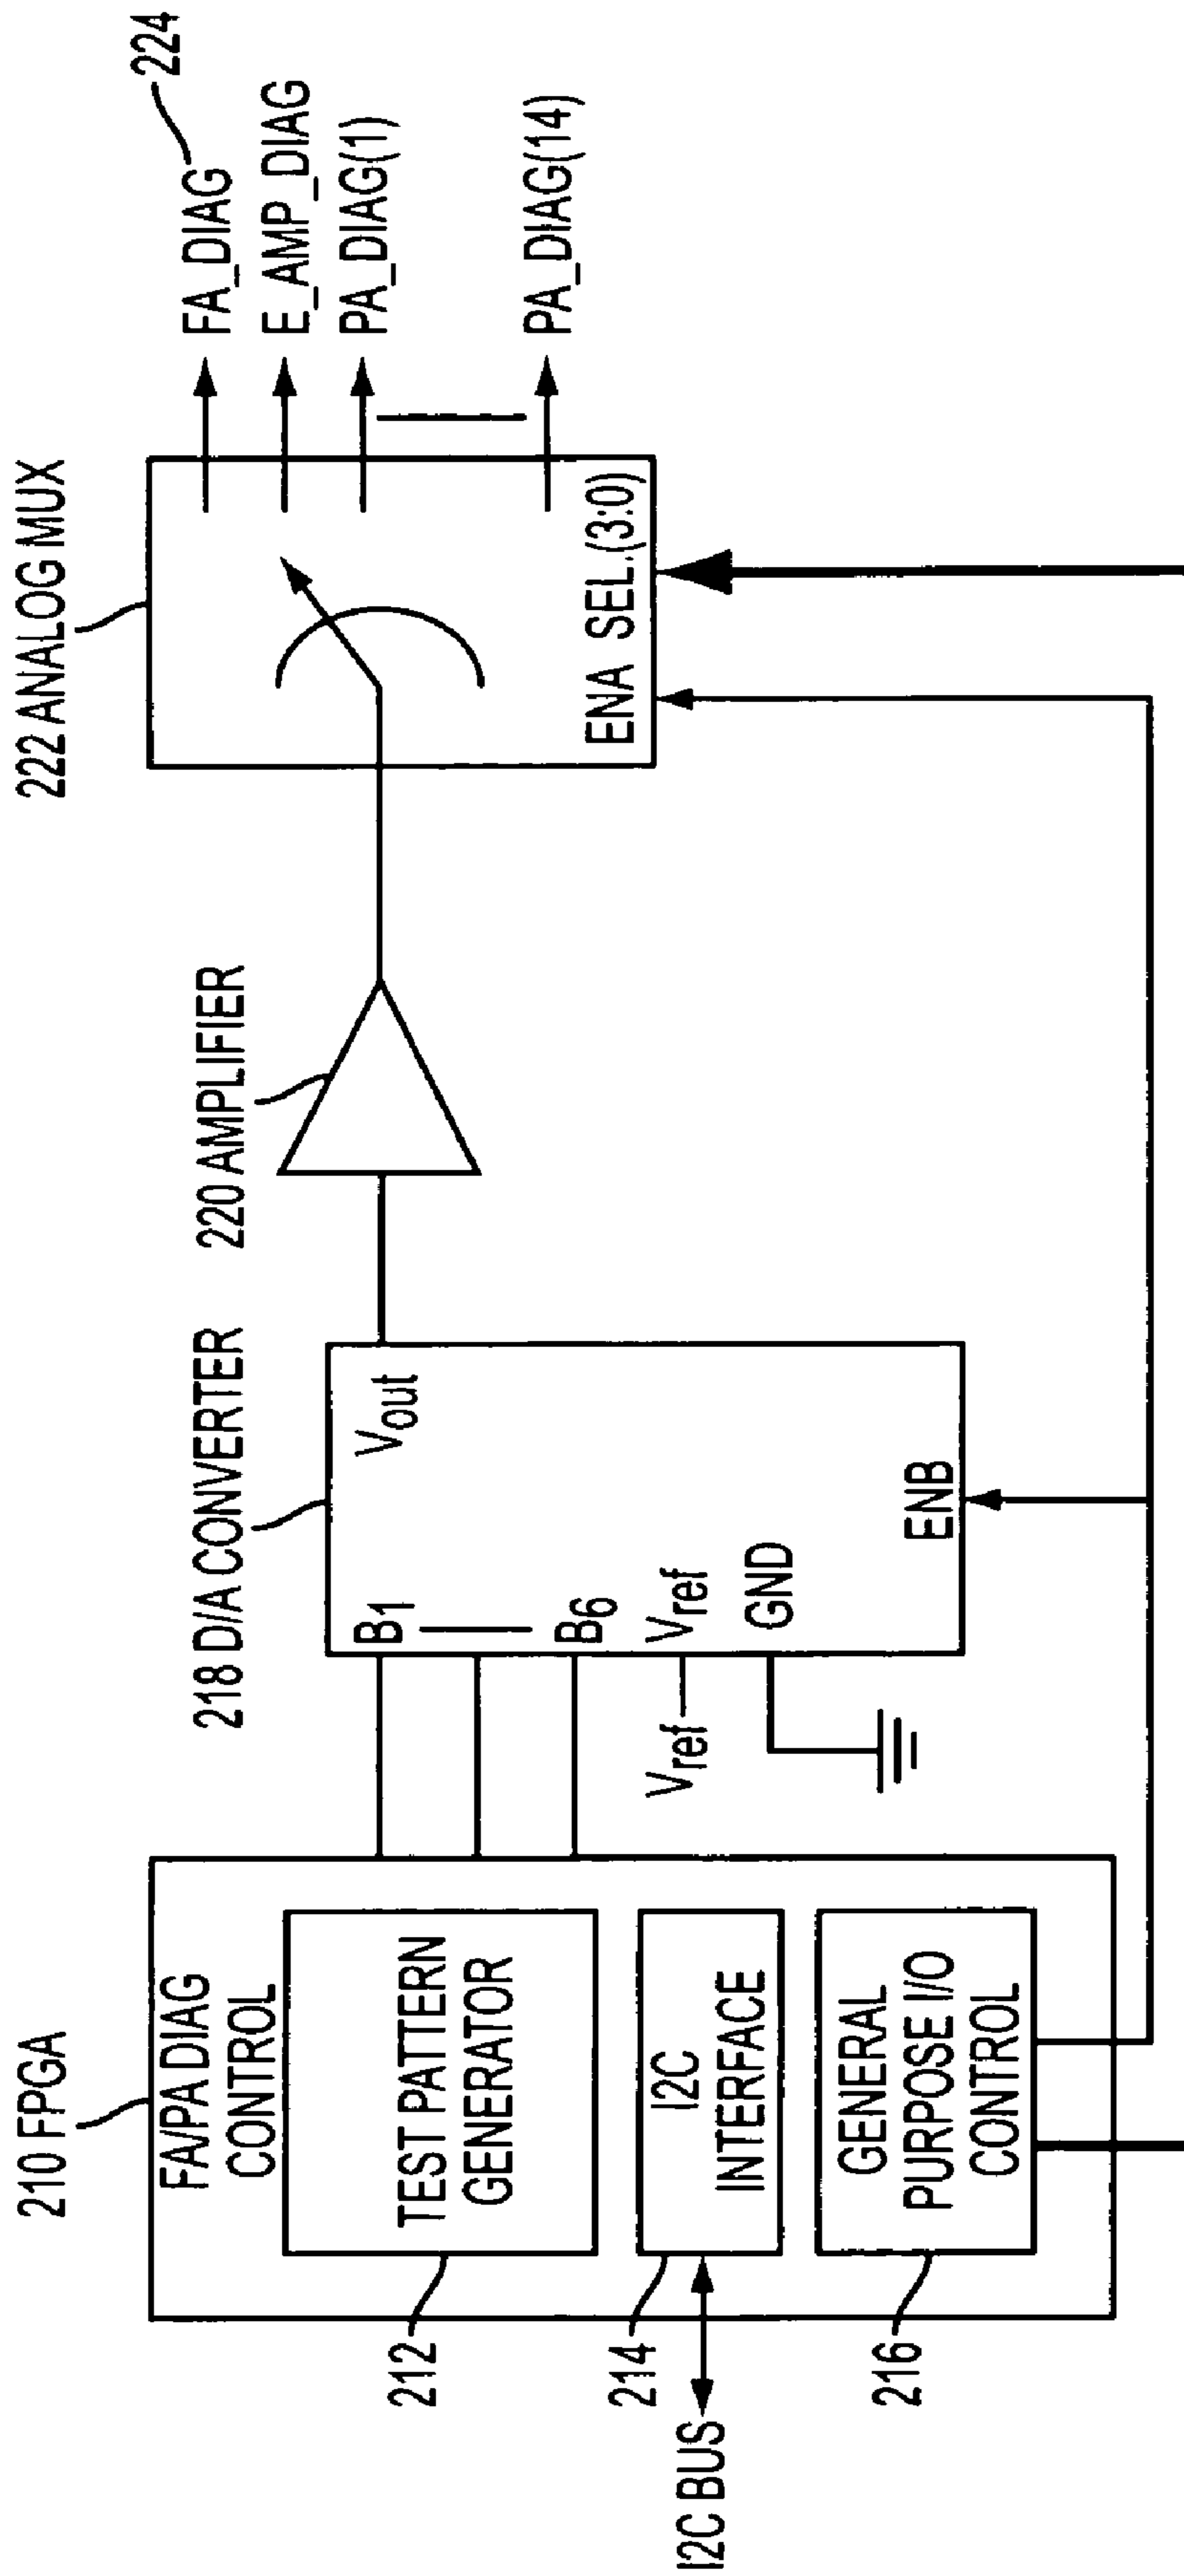 210 FPGA
FA/PA DIAG
CONTROL
TEST PATTERN
GENERATOR
212
I2C
INTERFACE
214
I2C BUS
GENERAL
PURPOSE I/O
CONTROL
216
218 D/A CONVERTER
B1
B6
Vref
Vref
GND
Vout
ENB
220 AMPLIFIER
222 ANALOG MUX
ENA SEL.(3:0)
FA_DIAG
224
E_AMP_DIAG
PA_DIAG(1)
PA_DIAG(14)